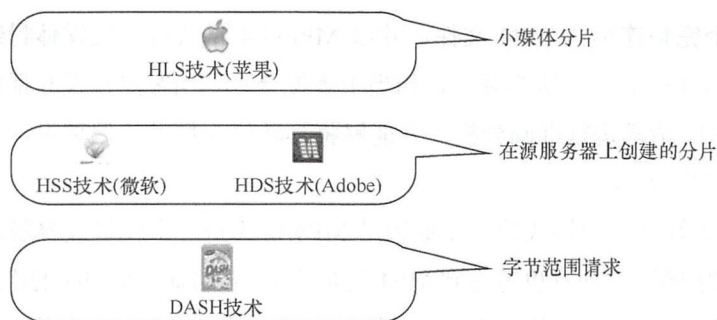 小媒体分片
HLS技术(苹果)
在源服务器上创建的分片
HSS技术(微软)
HDS技术(Adobe)
字节范围请求
DASH
DASH技术